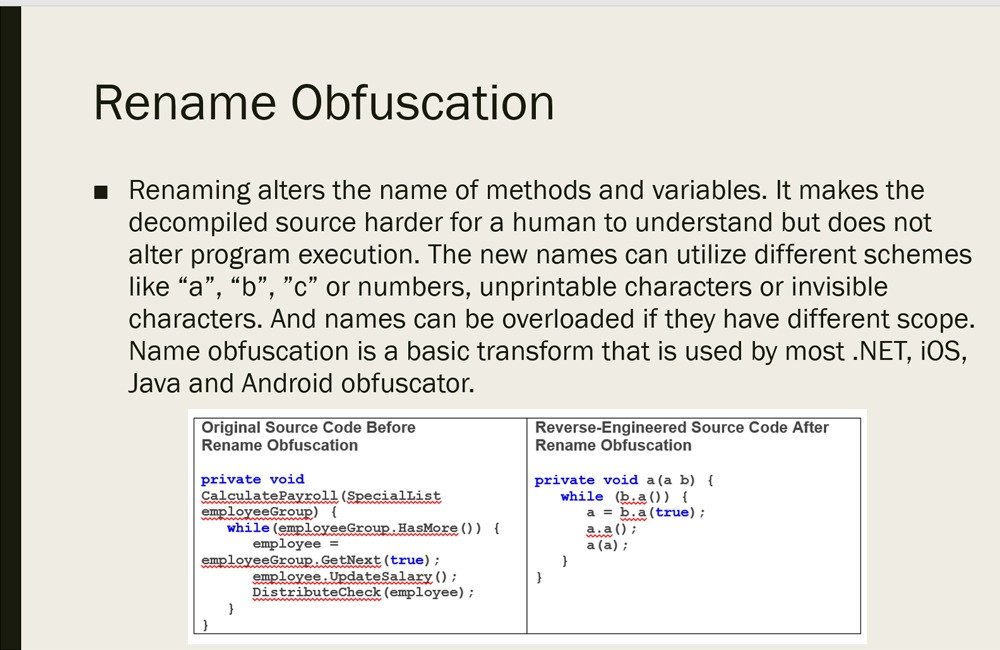 Rename Obfuscation
■ Renaming alters the name of methods and variables. It makes the
decompiled source harder for a human to understand but does not
alter program execution. The new names can utilize different schemes
like “a”, “b”, ”c” or numbers, unprintable characters or invisible
characters. And names can be overloaded if they have different scope.
Name obfuscation is a basic transform that is used by most .NET, iOS,
Java and Android obfuscator.
Original Source Code Before
Rename Obfuscation
private void
CalculatePayroll(SpecialList
employeeGroup) {
while(employeeGroup.HasMore()) {
employee =
employeeGroup.GetNext(true);
employee.UpdateSalary();
DistributeCheck(employee);
}
}
Reverse-Engineered Source Code After
Rename Obfuscation
private void a(a b) {
while (b.a()) {
a = b.a(true);
a.a();
a(a);
}
}